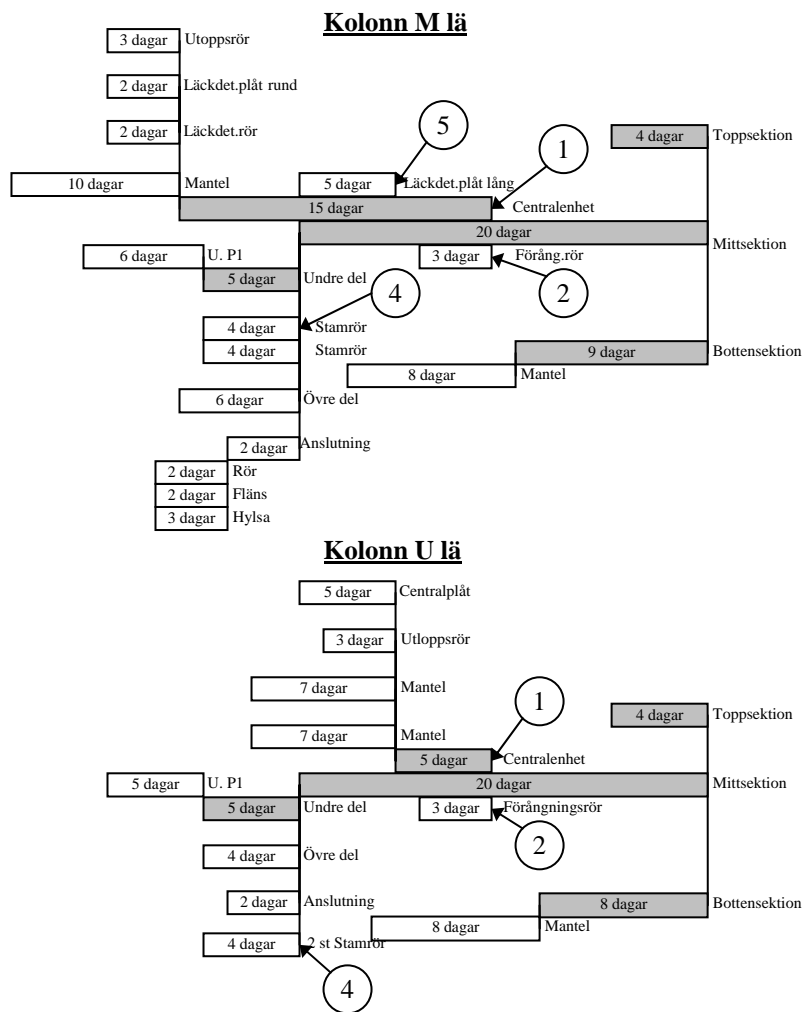 Kolonn M lä
3 dagar Utoppsrör
2 dagar Läckdet.plåt rund
5
4 dagar Toppsektion
2 dagar Läckdet.rör
1
10 dagar Mantel 5 dagar Läckdet.plåt lång
15 dagar Centralenhet
20 dagar Mittsektion
6 dagar U. P1 3 dagar Förång.rör
5 dagar Undre del
4 2
4 dagar Stamrör
4 dagar Stamrör 9 dagar Bottensektion
8 dagar Mantel
6 dagar Övre del
2 dagar Anslutning
2 dagar Rör
2 dagar Fläns
3 dagar Hylsa
Kolonn U lä
5 dagar Centralplåt
3 dagar Utloppsrör
7 dagar Mantel
1
4 dagar Toppsektion
7 dagar Mantel
5 dagar Centralenhet
5 dagar U. P1 20 dagar Mittsektion
5 dagar Undre del 3 dagar Förångningsrör
2
4 dagar Övre del
2 dagar Anslutning 8 dagar Bottensektion
8 dagar Mantel
4 dagar 2 st Stamrör
4